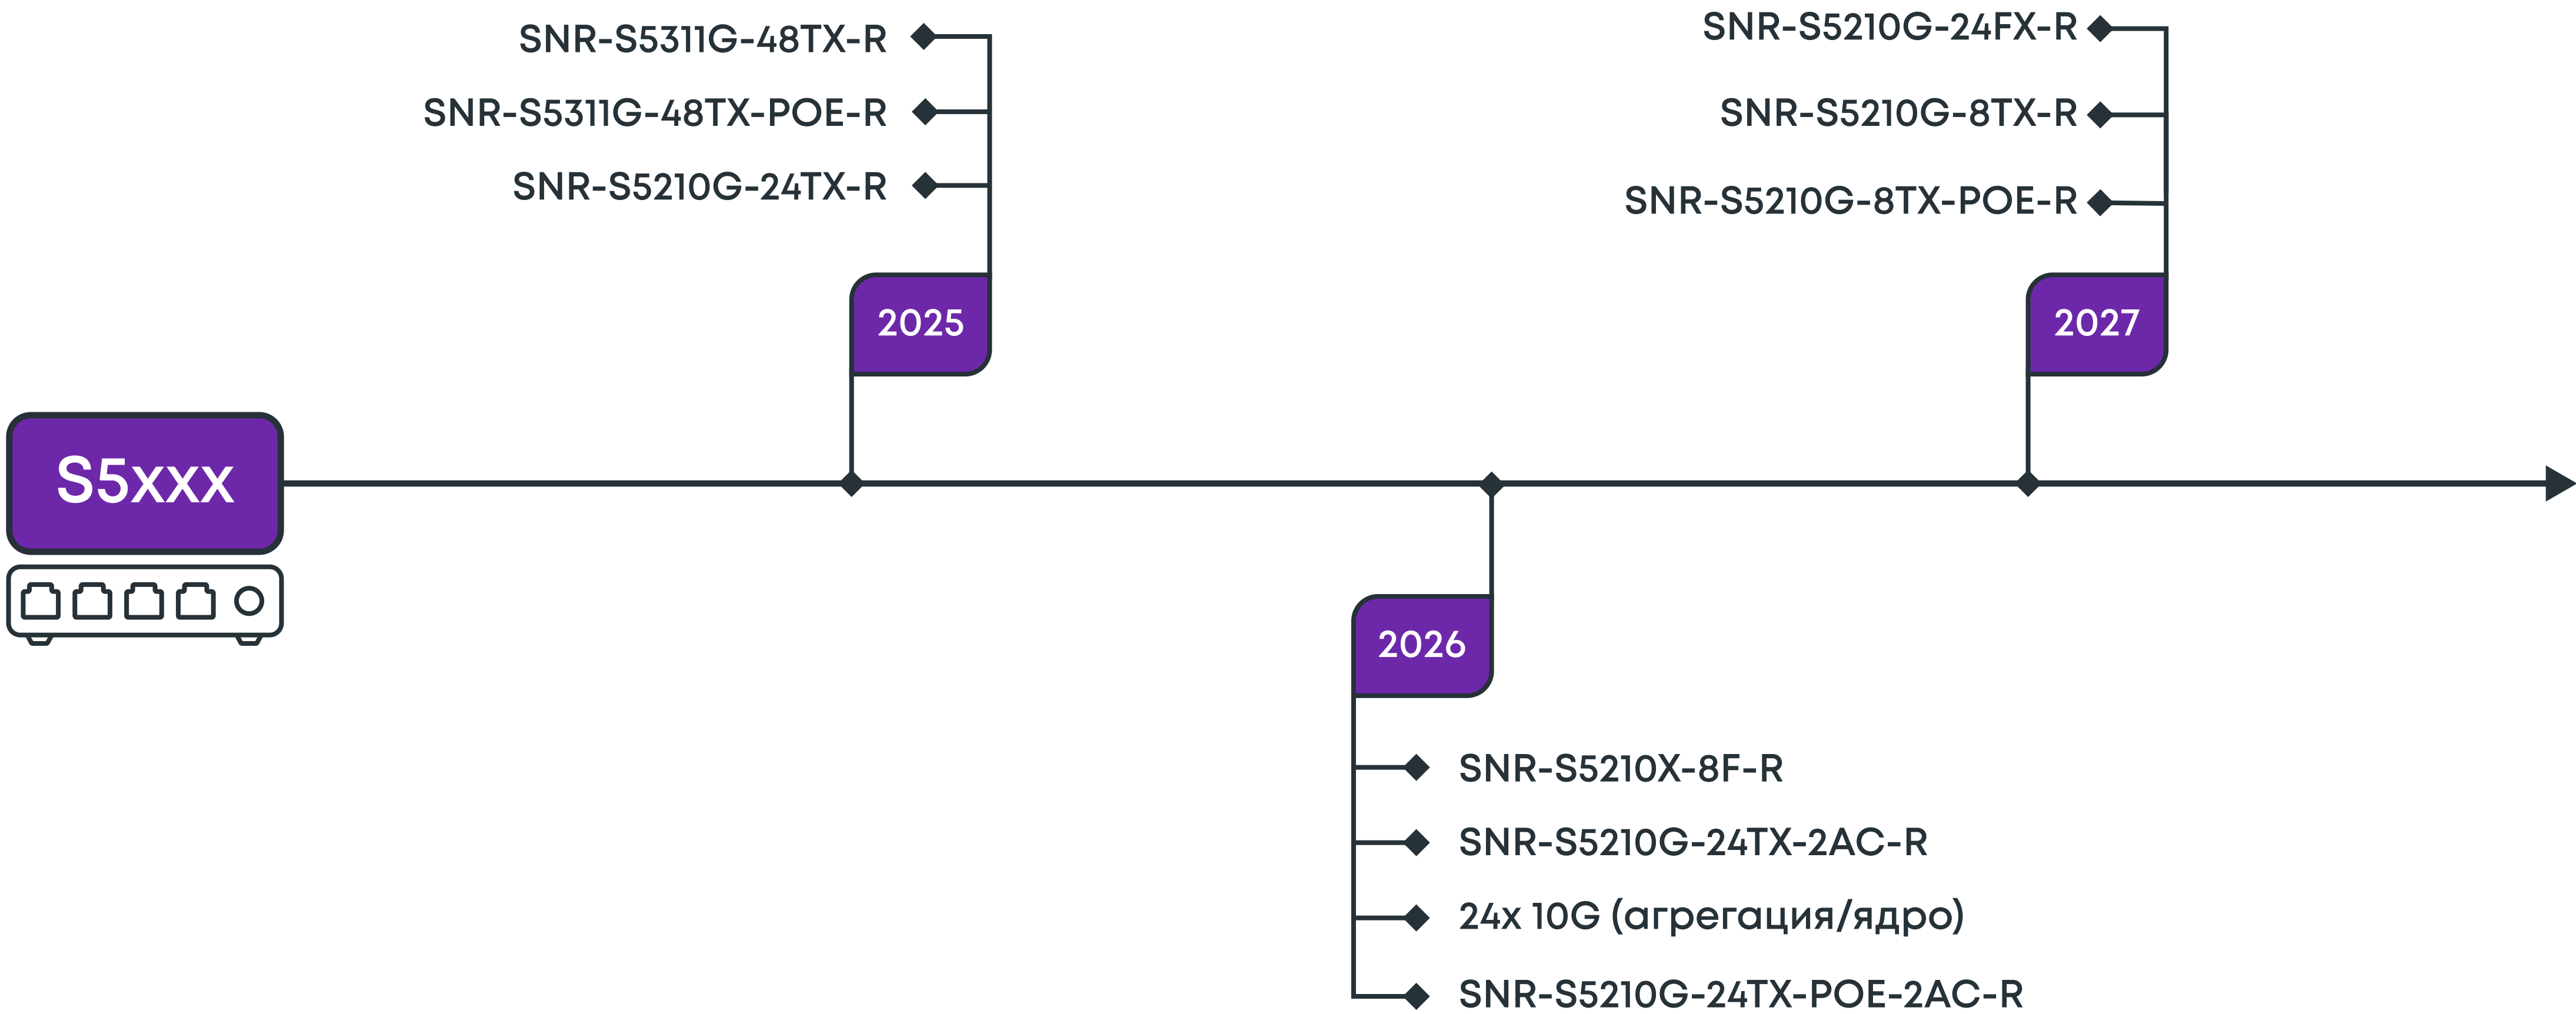 SNR-S5311G-48TX-R
SNR-S5311G-48TX-POE-R
SNR-S5210G-24TX-R
2025
SNR-S5210G-24FX-R
SNR-S5210G-8TX-R
SNR-S5210G-8TX-POE-R
2027
S5xxx
2026
SNR-S5210X-8F-R
SNR-S5210G-24TX-2AC-R
24x 10G (агрегация/ядро)
SNR-S5210G-24TX-POE-2AC-R